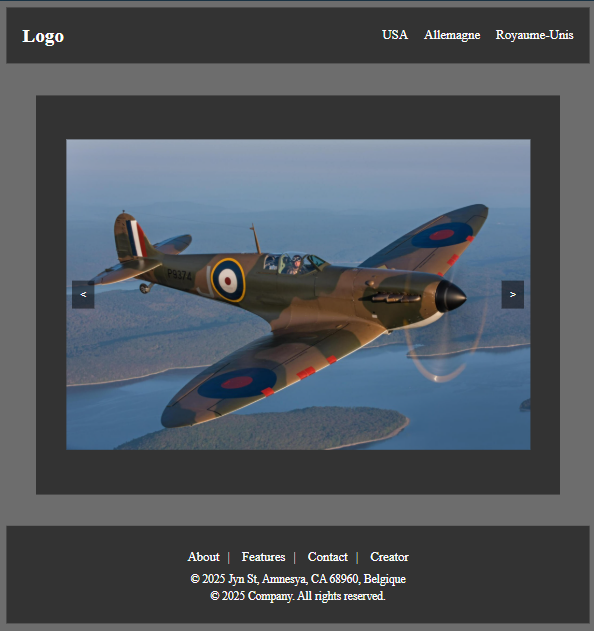 Logo
USA Allemagne Royaume-Unis
P9374
< >
About | Features | Contact | Creator
© 2025 Jyn St, Amnesya, CA 68960, Belgique
© 2025 Company. All rights reserved.